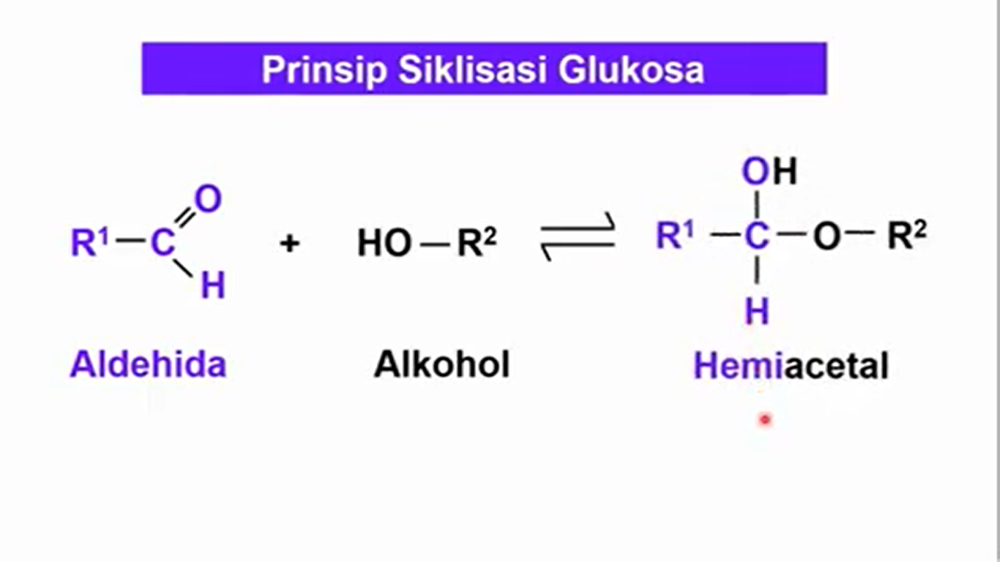 Prinsip Siklisasi Glukosa
OH
O
R¹ — C + HO — R² ⇌ R¹ — C — O — R²
H
H
Aldehida Alkohol Hemiacetal